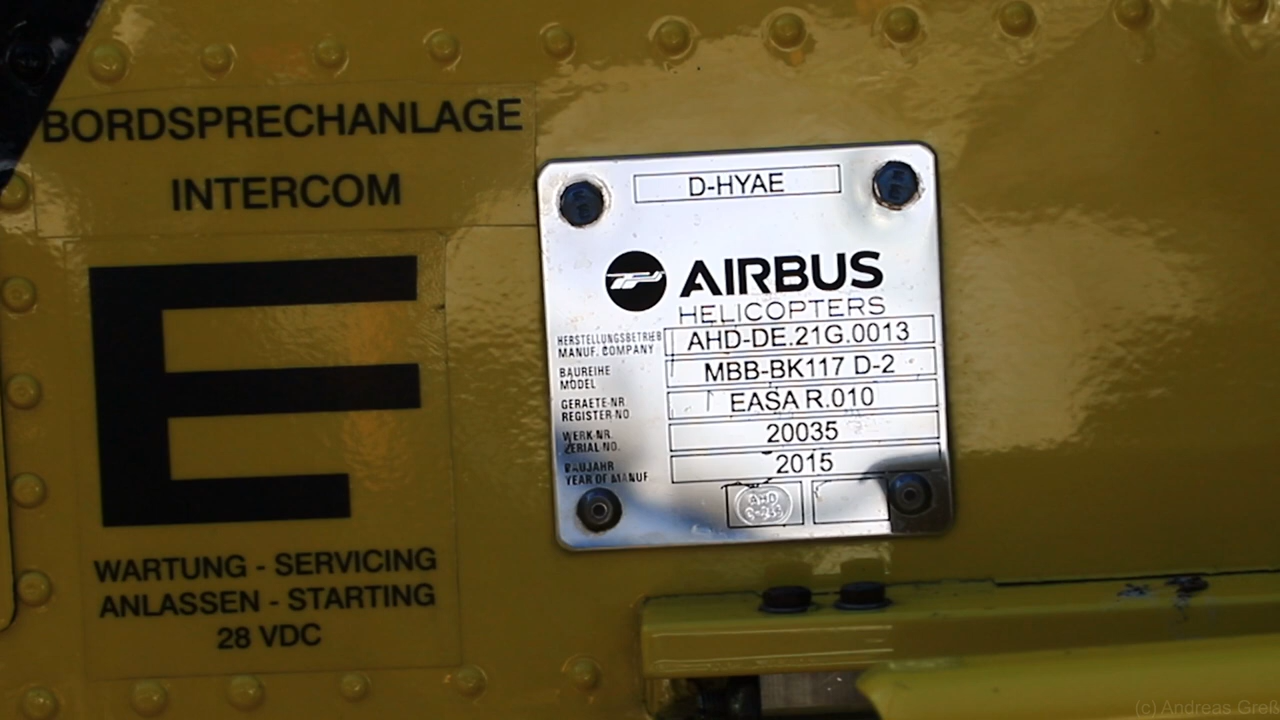 BORDSPRECHANLAGE
INTERCOM
E
WARTUNG - SERVICING
ANLASSEN - STARTING
28 VDC
D-HYAE
AIRBUS
HELICOPTERS
HERSTELLUNGSBETRIEB
MANUF. COMPANY
AHD-DE.21G.0013
BAUREIHE
MODEL
MBB-BK117 D-2
GERAETE-NR.
REGISTER-NO
EASA R.010
WERK-NR.
ZERIAL-NO.
20035
BAUJAHR
YEAR OF MANUF
2015
AHD
(c) Andreas Greß